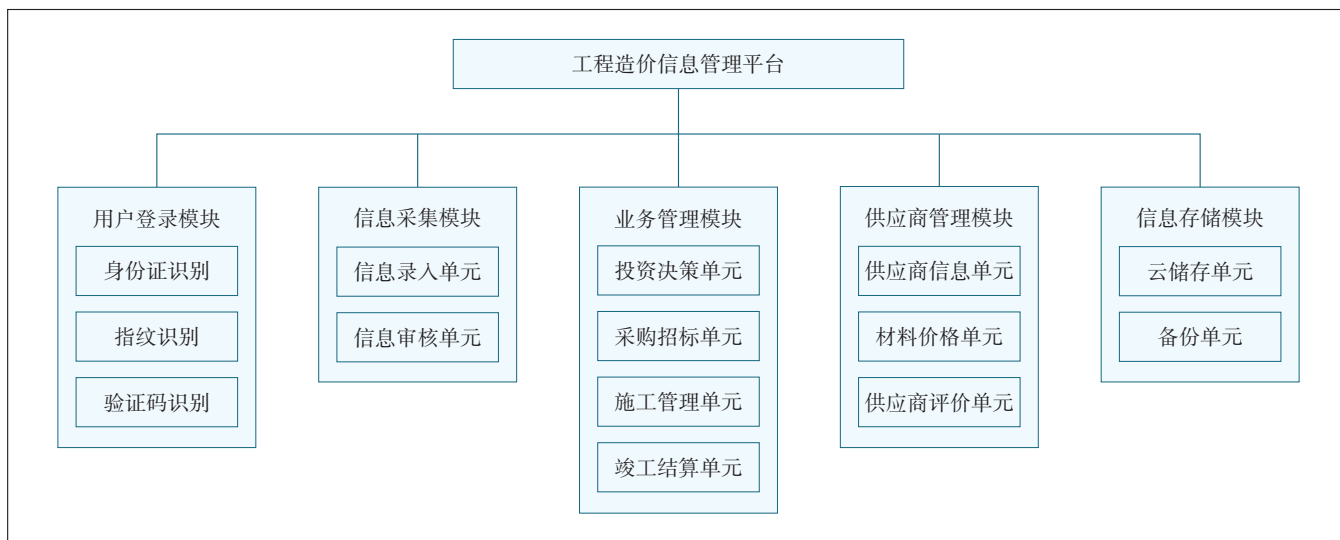 工程造价信息管理平台
用户登录模块
身份证识别
指纹识别
验证码识别
信息采集模块
信息录入单元
信息审核单元
业务管理模块
投资决策单元
采购招标单元
施工管理单元
竣工结算单元
供应商管理模块
供应商信息单元
材料价格单元
供应商评价单元
信息存储模块
云储存单元
备份单元